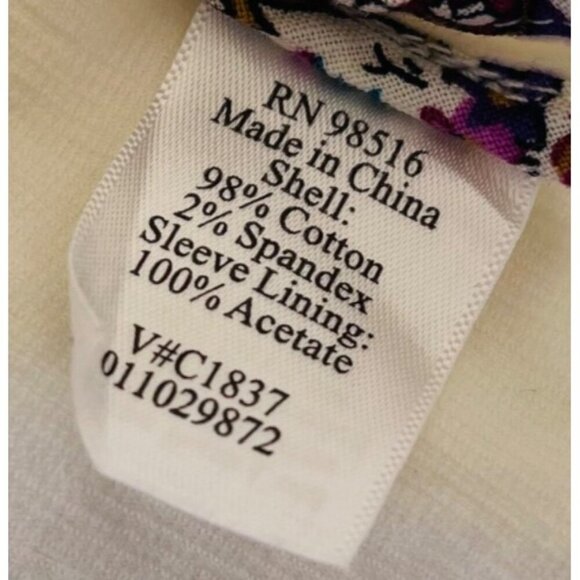 RN 98516
Made in China
Shell:
98% Cotton
2% Spandex
Sleeve Lining:
100% Acetate
V#C1837
011029872